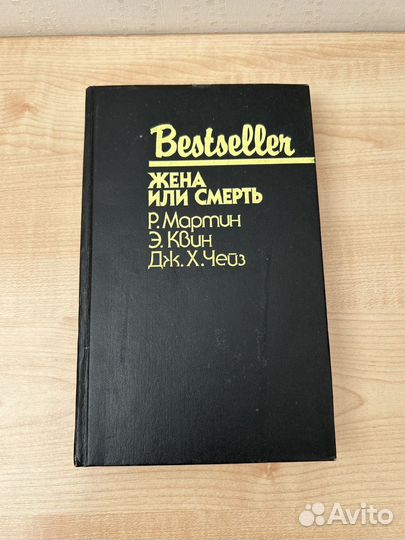 Bestseller
ЖЕНА
ИЛИ СМЕРТЬ
Р. Мартин
Э. Квин
Дж. Х. Чейз
Avito